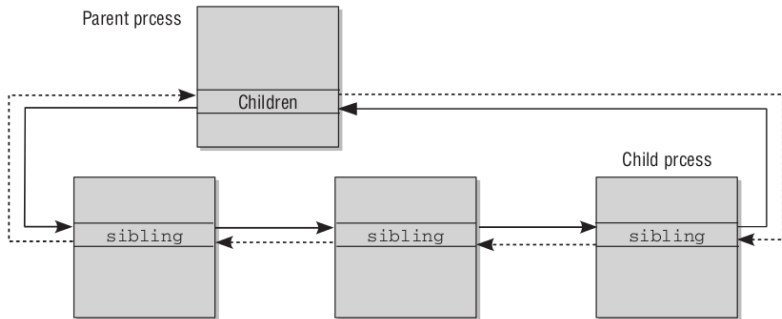 Parent prcess
Children
Child prcess
sibling
sibling
sibling